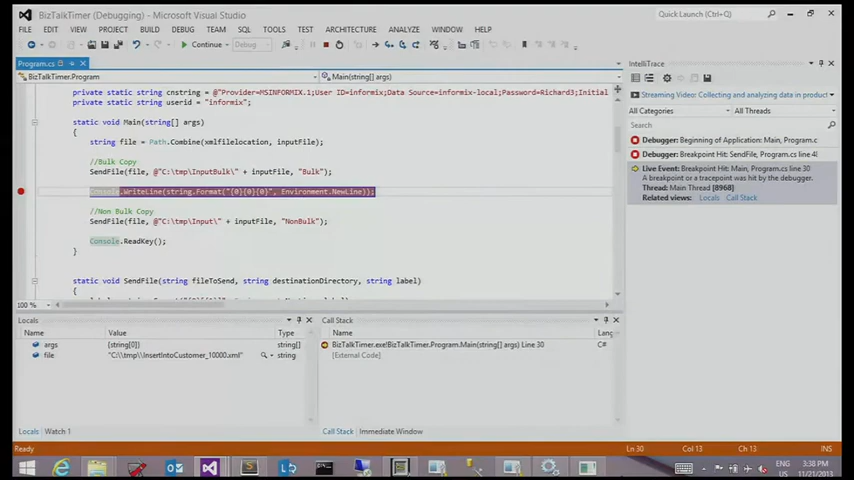 BizTalkTimer (Debugging) - Microsoft Visual Studio
Quick Launch (Ctrl+Q)
FILE EDIT VIEW PROJECT BUILD DEBUG TEAM SQL TOOLS TEST ARCHITECTURE ANALYZE WINDOW HELP
Continue Debug
Program.cs
IntelliTrace
BizTalkTimer.Program
Main(string[] args)
private static string cnstring = @"Provider=MSINFORMIX.1;User ID=informix;Data Source=informix-local;Password=Richard3;Initial
private static string userid = "informix";
Streaming Video: Collecting and analyzing data in product
static void Main(string[] args)
All Categories All Threads
{
Search
string file = Path.Combine(xmlfilelocation, inputFile);
Debugger: Beginning of Application: Main, Program.c
Debugger: Breakpoint Hit: SendFile, Program.cs line 4
//Bulk Copy
SendFile(file, @"C:\tmp\InputBulk\" + inputFile, "Bulk");
Live Event: Breakpoint Hit: Main, Program.cs line 30
A breakpoint or a tracepoint was hit by the debugger.
Thread: Main Thread [8968]
Related views: Locals Call Stack
Console.WriteLine(string.Format("{0}{0}{0}", Environment.NewLine));
//Non Bulk Copy
SendFile(file, @"C:\tmp\Input\" + inputFile, "NonBulk");
Console.ReadKey();
}
static void SendFile(string fileToSend, string destinationDirectory, string label)
{
100 %
Locals
Call Stack
Name Value Type
Name Lang
args {string[0]} string[]
BizTalkTimer.exe!BizTalkTimer.Program.Main(string[] args) Line 30 C#
file "C:\\tmp\\InsertIntoCustomer_10000.xml" string
[External Code]
Locals Watch 1
Call Stack Immediate Window
Ready Ln 30 Col 13 Ch 13 INS
ENG 3:38 PM
US 11/21/2013